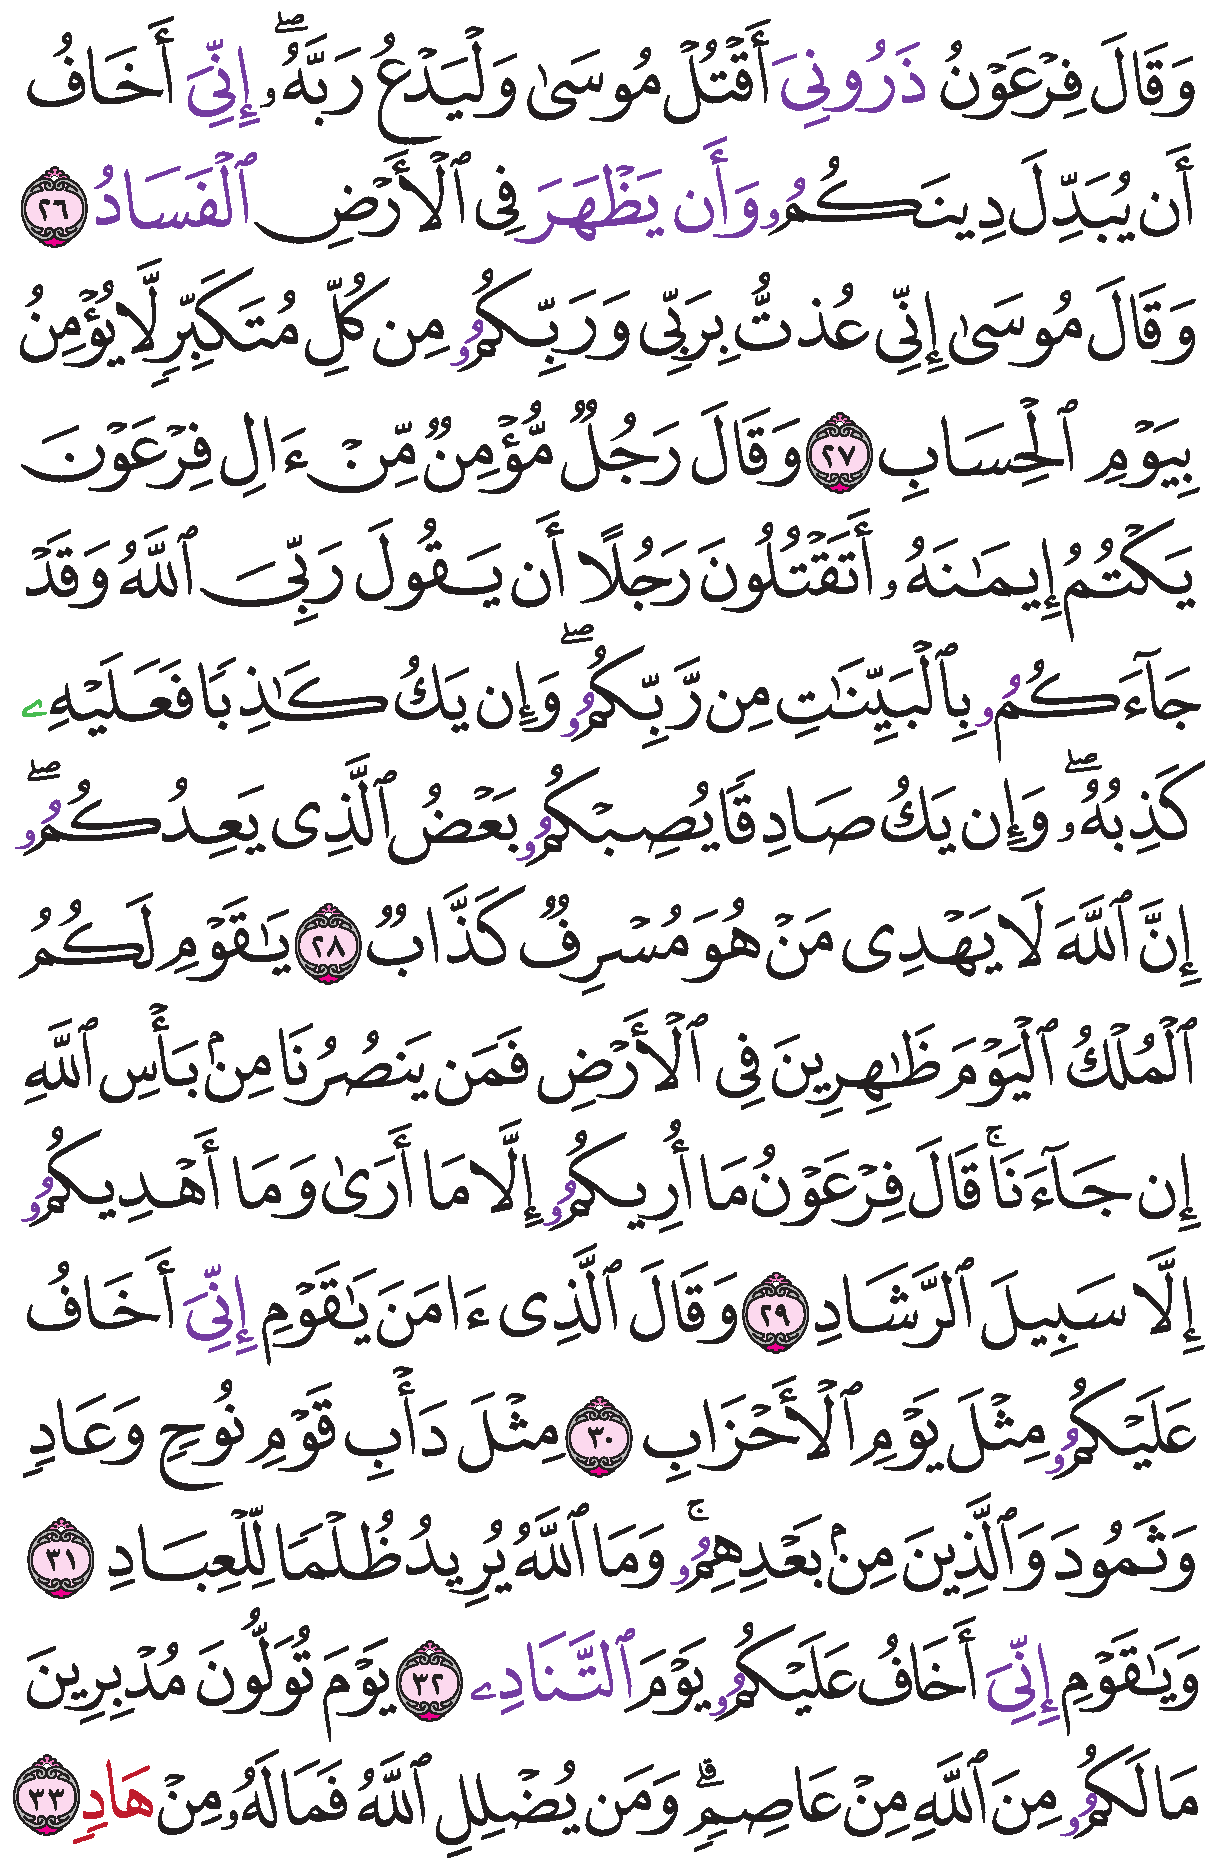 وَقَالَ فِرْعَوْنُ ذَرُونِیَ أَقْتُلْ مُوسَىٰ وَلْيَدْعُ رَبَّهُۥٓۖ إِنِّیَ أَخَافُ
أَن يُبَدِّلَ دِينَكُمُۥ وَأَن يَظْهَرَ فِی ٱلْأَرْضِ ٱلْفَسَادُ ٢٦
وَقَالَ مُوسَىٰ إِنِّی عُذتُّ بِرَبِّی وَرَبِّكُمُۥ مِن كُلِّ مُتَكَبِّرٍ لَّا يُؤْمِنُ
بِيَوْمِ ٱلْحِسَابِ ٢٧ وَقَالَ رَجُلٌ مُّؤْمِنٌ مِّنْ ءَالِ فِرْعَوْنَ
يَكْتُمُ إِيمَـٰنَهُۥ أَتَقْتُلُونَ رَجُلًا أَن يَقُولَ رَبِّیَ ٱللَّهُ وَقَدْ
جَآءَكُمُۥ بِٱلْبَيِّنَـٰتِ مِن رَّبِّكُمُۥۖ وَإِن يَكُ كَـٰذِبًا فَعَلَيْهِۦ
كَذِبُهُۥۖ وَإِن يَكُ صَادِقًا يُصِبْكُمُۥ بَعْضُ ٱلَّذِی يَعِدُكُمُۥۖ
إِنَّ ٱللَّهَ لَا يَهْدِی مَنْ هُوَ مُسْرِفٌ كَذَّابٌ ٢٨ يَـٰقَوْمِ لَكُمُ
ٱلْمُلْكُ ٱلْيَوْمَ ظَـٰهِرِينَ فِی ٱلْأَرْضِ فَمَن يَنصُرُنَا مِنۢ بَأْسِ ٱللَّهِ
إِن جَآءَنَاۚ قَالَ فِرْعَوْنُ مَا أُرِيكُمُۥ إِلَّا مَا أَرَىٰ وَمَا أَهْدِيكُمُۥ
إِلَّا سَبِيلَ ٱلرَّشَادِ ٢٩ وَقَالَ ٱلَّذِی ءَامَنَ يَـٰقَوْمِ إِنِّیَ أَخَافُ
عَلَيْكُمُۥ مِثْلَ يَوْمِ ٱلْأَحْزَابِ ٣٠ مِثْلَ دَأْبِ قَوْمِ نُوحٍ وَعَادٍ
وَثَمُودَ وَٱلَّذِينَ مِنۢ بَعْدِهِمُۥۚ وَمَا ٱللَّهُ يُرِيدُ ظُلْمًا لِّلْعِبَادِ ٣١
وَيَـٰقَوْمِ إِنِّیَ أَخَافُ عَلَيْكُمُۥ يَوْمَ ٱلتَّنَادِۦ ٣٢ يَوْمَ تُوَلُّونَ مُدْبِرِينَ
مَا لَكُمُۥ مِنَ ٱللَّهِ مِنْ عَاصِمٍۗ وَمَن يُضْلِلِ ٱللَّهُ فَمَا لَهُۥ مِنْ هَادٍ ٣٣